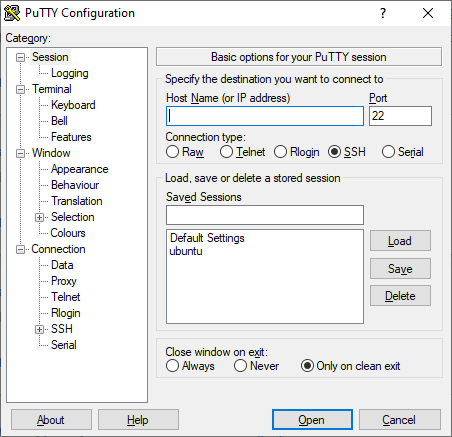 PuTTY Configuration
?
Category:
Session
Logging
Terminal
Keyboard
Bell
Features
Window
Appearance
Behaviour
Translation
Selection
Colours
Connection
Data
Proxy
Telnet
Rlogin
SSH
Serial
Basic options for your PuTTY session
Specify the destination you want to connect to
Host Name (or IP address) Port
22
Connection type:
Raw Telnet Rlogin SSH Serial
Load, save or delete a stored session
Saved Sessions
Default Settings
ubuntu
Load
Save
Delete
Close window on exit:
Always Never Only on clean exit
About Help Open Cancel